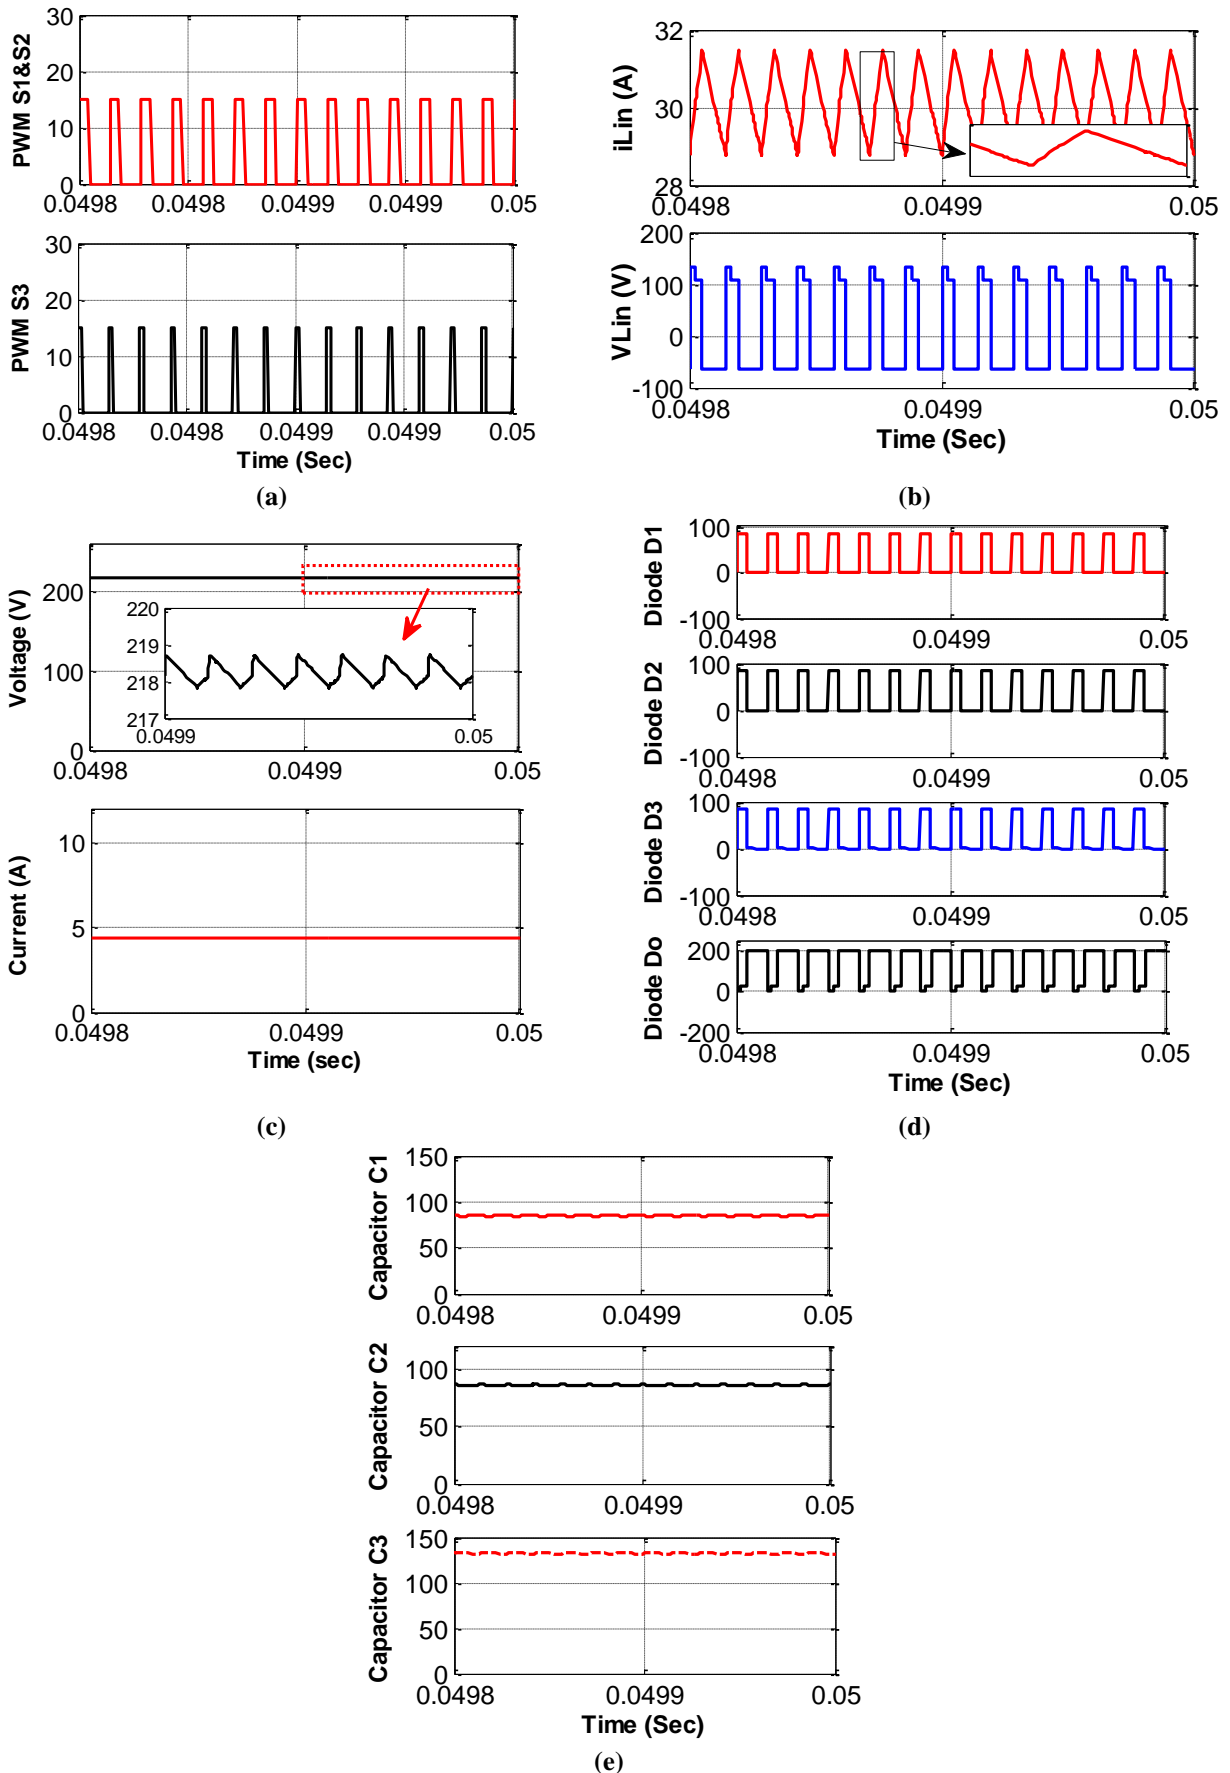 PWM S1&S2
30
20
10
0
0.0498 0.0498 0.0499 0.0499 0.05
PWM S3
30
20
10
0
0.0498 0.0498 0.0499 0.0499 0.05
Time (Sec)
(a)
iLin (A)
32
30
28
0.0498 0.0499 0.05
VLin (V)
200
100
0
-100
0.0498 0.0499 0.05
Time (Sec)
(b)
Voltage (V)
200
100
0
220
219
218
217
0.0499 0.05
0.0498 0.0499 0.05
Current (A)
10
5
0
0.0498 0.0499 0.05
Time (sec)
(c)
Diode D1
100
0
-100
0.0498 0.0499 0.05
Diode D2
100
0
-100
0.0498 0.0499 0.05
Diode D3
100
0
-100
0.0498 0.0499 0.05
Diode Do
200
0
-200
0.0498 0.0499 0.05
Time (Sec)
(d)
Capacitor C1
150
100
50
0
0.0498 0.0499 0.05
Capacitor C2
100
50
0
0.0498 0.0499 0.05
Capacitor C3
150
100
50
0
0.0498 0.0499 0.05
Time (Sec)
(e)